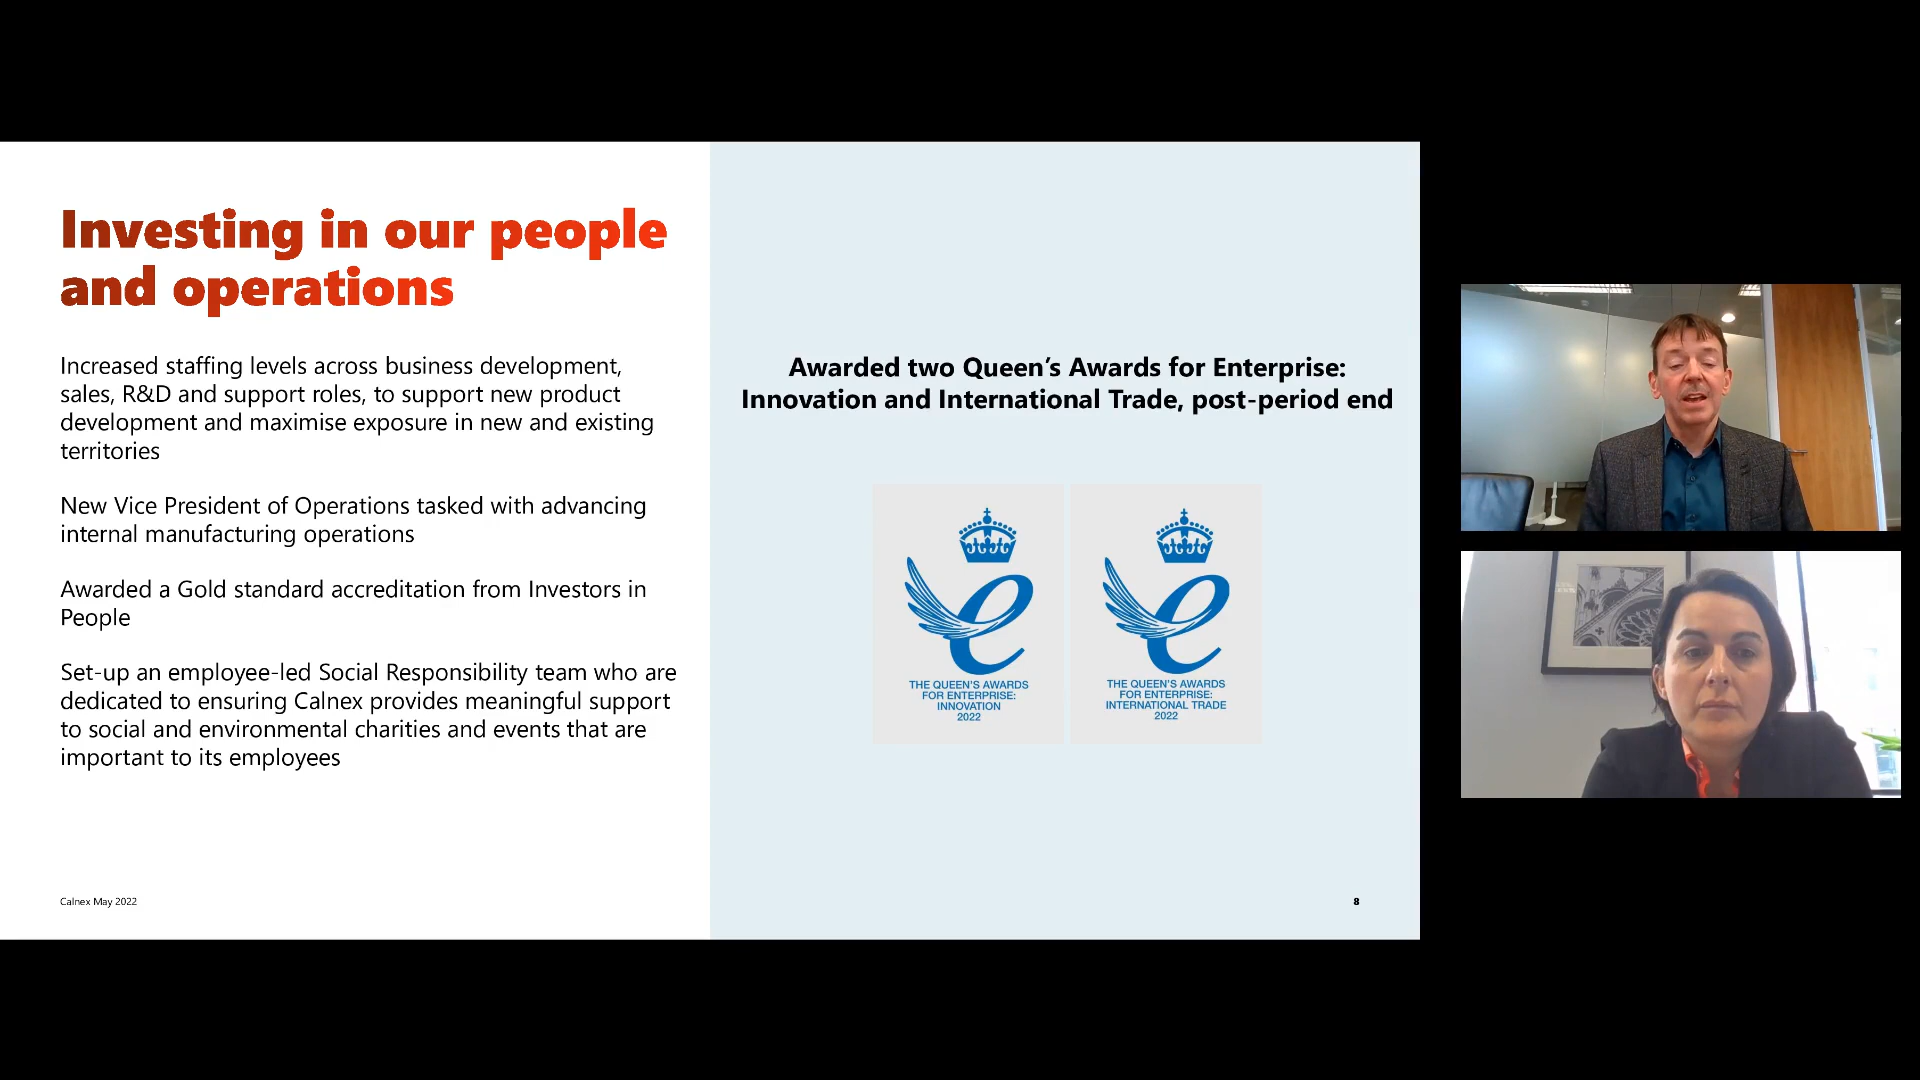 Investing in our people
and operations
Increased staffing levels across business development,
sales, R&D and support roles, to support new product
development and maximise exposure in new and existing
territories
New Vice President of Operations tasked with advancing
internal manufacturing operations
Awarded a Gold standard accreditation from Investors in
People
Set-up an employee-led Social Responsibility team who are
dedicated to ensuring Calnex provides meaningful support
to social and environmental charities and events that are
important to its employees
Calnex May 2022
Awarded two Queen’s Awards for Enterprise:
Innovation and International Trade, post-period end
THE QUEEN'S AWARDS
FOR ENTERPRISE:
INNOVATION
2022
THE QUEEN'S AWARDS
FOR ENTERPRISE:
INTERNATIONAL TRADE
2022
8